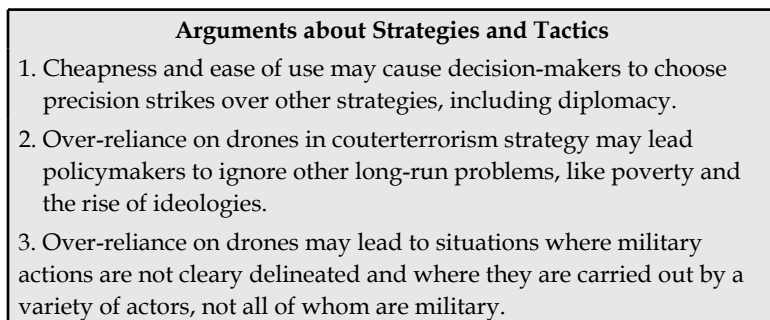 Arguments about Strategies and Tactics
1. Cheapness and ease of use may cause decision-makers to choose
precision strikes over other strategies, including diplomacy.
2. Over-reliance on drones in couterterrorism strategy may lead
policymakers to ignore other long-run problems, like poverty and
the rise of ideologies.
3. Over-reliance on drones may lead to situations where military
actions are not cleary delineated and where they are carried out by a
variety of actors, not all of whom are military.